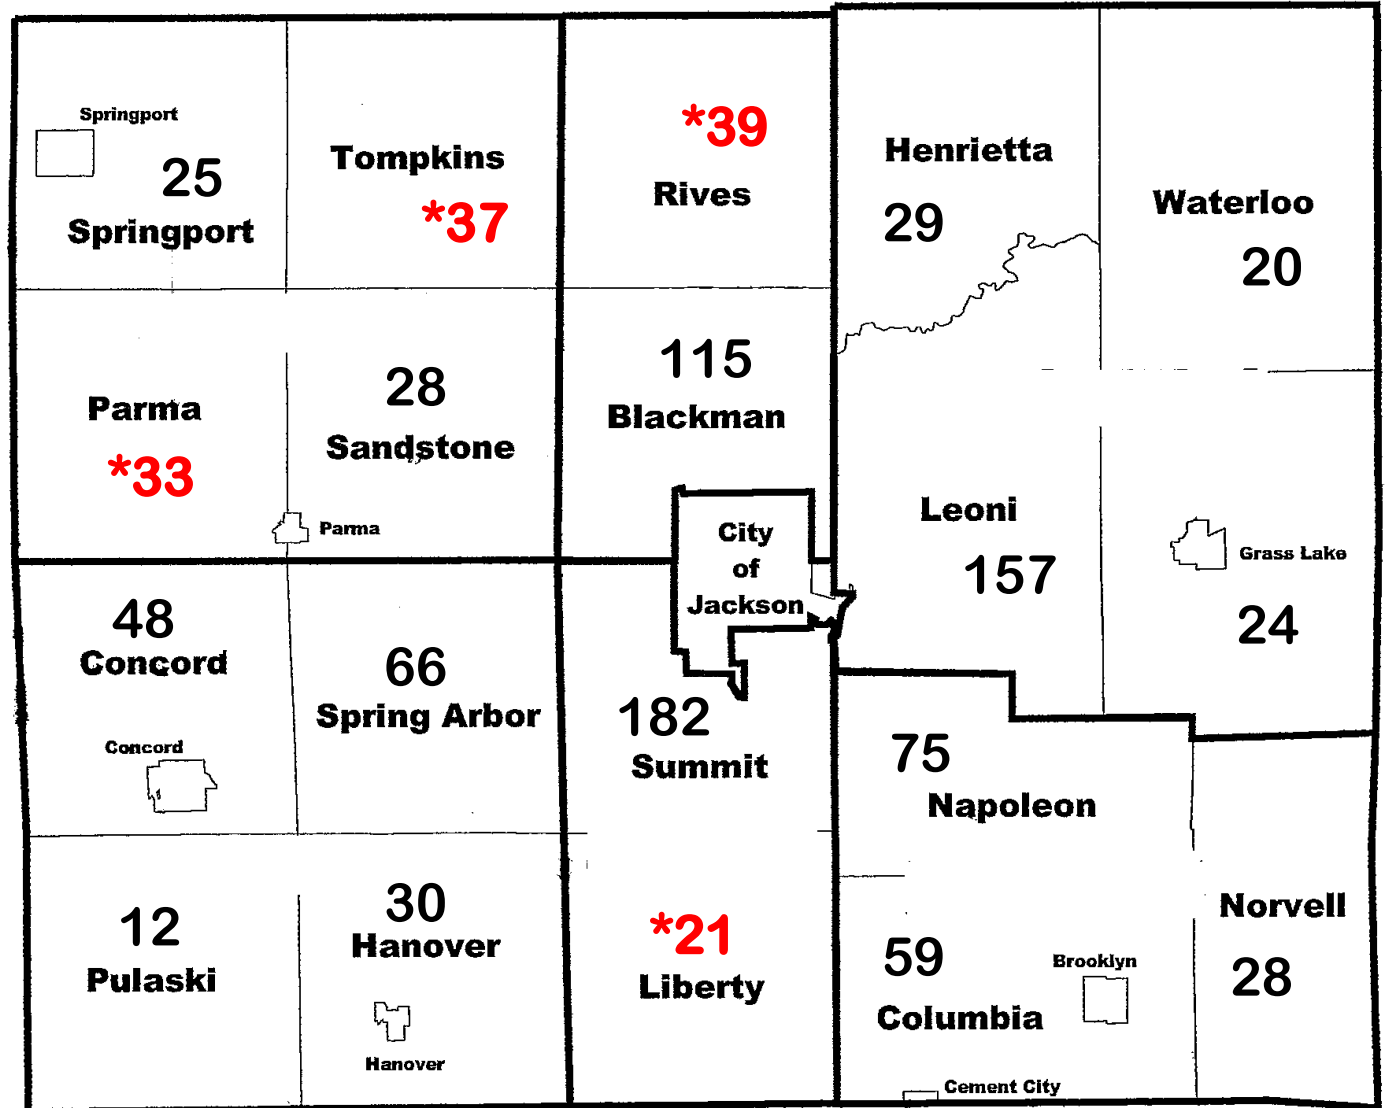 Springport
25
Springport
Tompkins
*37
*39
Rives
Henrietta
29
Waterloo
20
Parma
*33
28
Sandstone
Parma
115
Blackman
City
of
Jackson
Leoni
157
Grass Lake
24
48
Concord
Concord
66
Spring Arbor
182
Summit
75
Napoleon
12
Pulaski
30
Hanover
Hanover
*21
Liberty
59
Columbia
Brooklyn
Cement City
Norvell
28